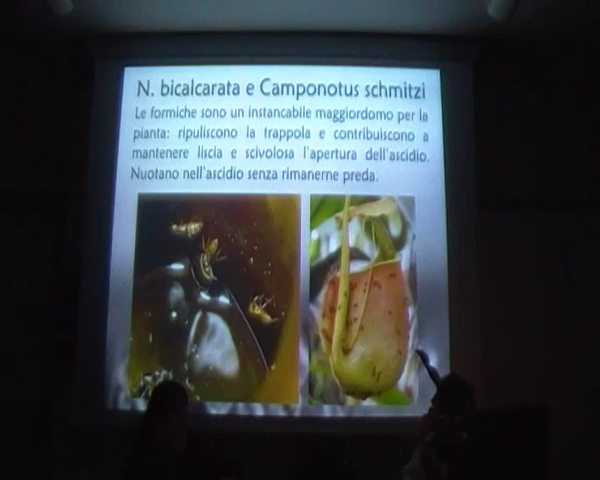 N. bicalcarata e Camponotus schmitzi
Le formiche sono un instancabile maggiordomo per la
pianta: ripuliscono la trappola e contribuiscono a
mantenere liscia e scivolosa l'apertura dell'ascidio.
Nuotano nell'ascidio senza rimanerne preda.